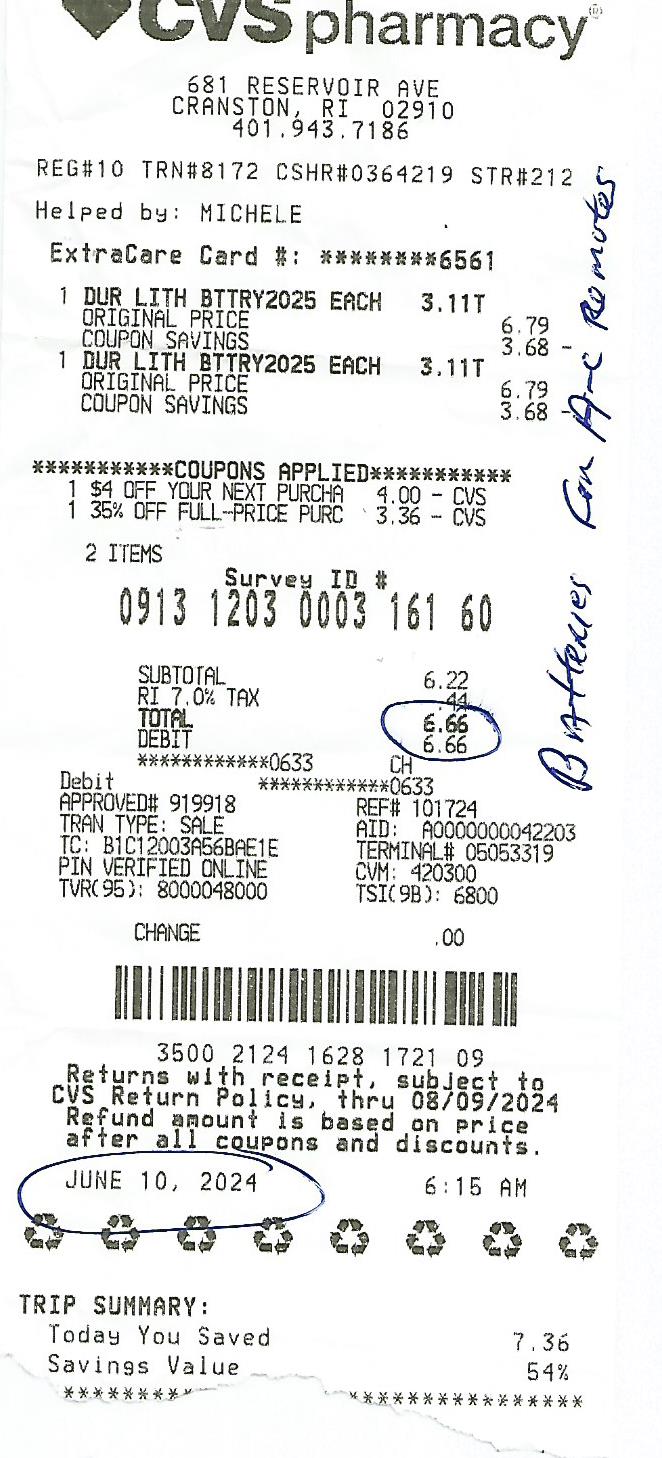 CVS pharmacy®
681 RESERVOIR AVE
CRANSTON, RI 02910
401.943.7186
REG#10 TRN#8172 CSHR#0364219 STR#212
Helped by: MICHELE
ExtraCare Card #: ********6561
1 DUR LITH BTTRY2025 EACH 3.11T
ORIGINAL PRICE 6.79
COUPON SAVINGS 3.68 -
1 DUR LITH BTTRY2025 EACH 3.11T
ORIGINAL PRICE 6.79
COUPON SAVINGS 3.68 -
***********COUPONS APPLIED***********
1 $4 OFF YOUR NEXT PURCHA 4.00 - CVS
1 35% OFF FULL-PRICE PURC 3.36 - CVS
2 ITEMS
Survey ID #
0913 1203 0003 161 60
SUBTOTAL 6.22
RI 7.0% TAX .44
TOTAL 6.66
DEBIT 6.66
************0633 CH
Debit ************0633
APPROVED# 919918 REF# 101724
TRAN TYPE: SALE AID: A0000000042203
TC: B1C12003A56BAE1E TERMINAL# 05053319
PIN VERIFIED ONLINE CVM: 420300
TVR(95): 8000048000 TSI(9B): 6800
CHANGE .00
3500 2124 1628 1721 09
Returns with receipt, subject to
CVS Return Policy, thru 08/09/2024
Refund amount is based on price
after all coupons and discounts.
JUNE 10, 2024 6:15 AM
TRIP SUMMARY:
Today You Saved 7.36
Savings Value 54%
********** *****************
Batteries for A-C Remotes